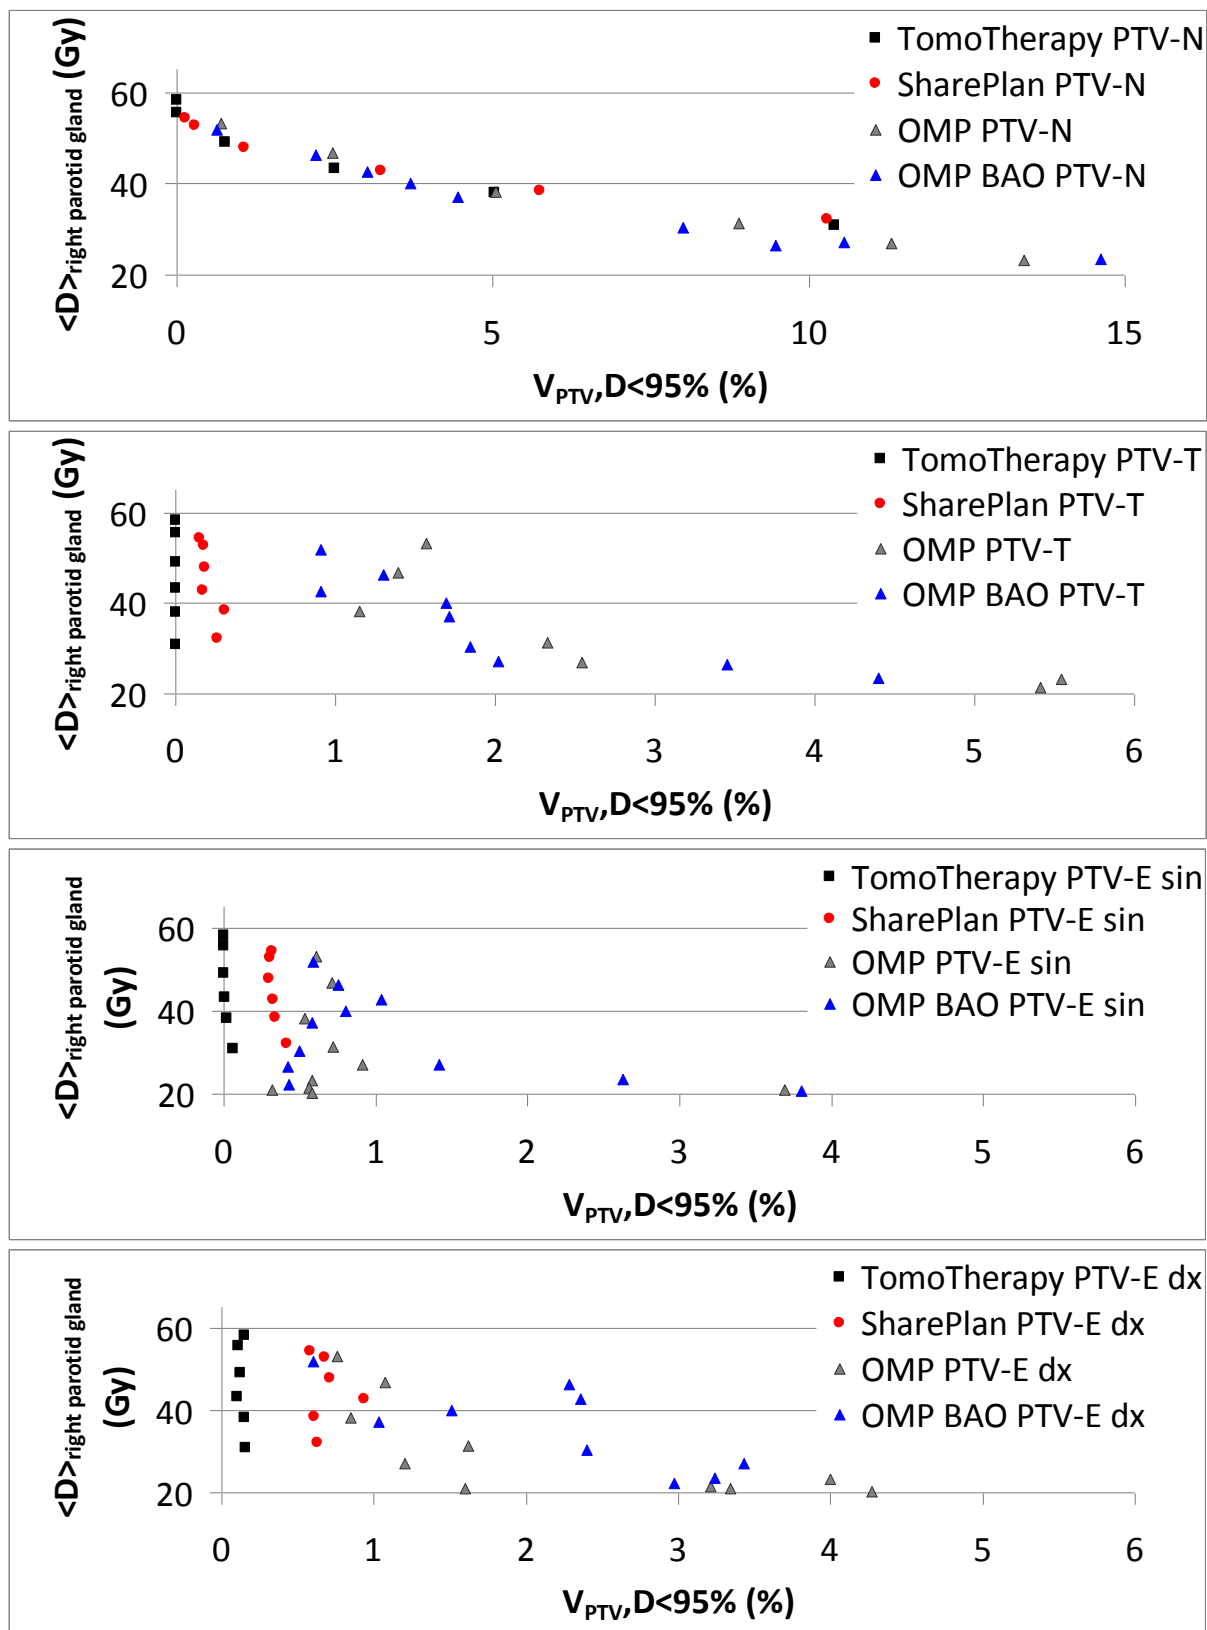 <D>right parotid gland (Gy)
TomoTherapy PTV-N
SharePlan PTV-N
OMP PTV-N
OMP BAO PTV-N
60
40
20
0 5 10 15
VPTV,D<95% (%)
<D>right parotid gland (Gy)
TomoTherapy PTV-T
SharePlan PTV-T
OMP PTV-T
OMP BAO PTV-T
60
40
20
0 1 2 3 4 5 6
VPTV,D<95% (%)
<D>right parotid gland
(Gy)
TomoTherapy PTV-E sin
SharePlan PTV-E sin
OMP PTV-E sin
OMP BAO PTV-E sin
60
40
20
0 1 2 3 4 5 6
VPTV,D<95% (%)
<D>right parotid gland
(Gy)
TomoTherapy PTV-E dx
SharePlan PTV-E dx
OMP PTV-E dx
OMP BAO PTV-E dx
60
40
20
0 1 2 3 4 5 6
VPTV,D<95% (%)